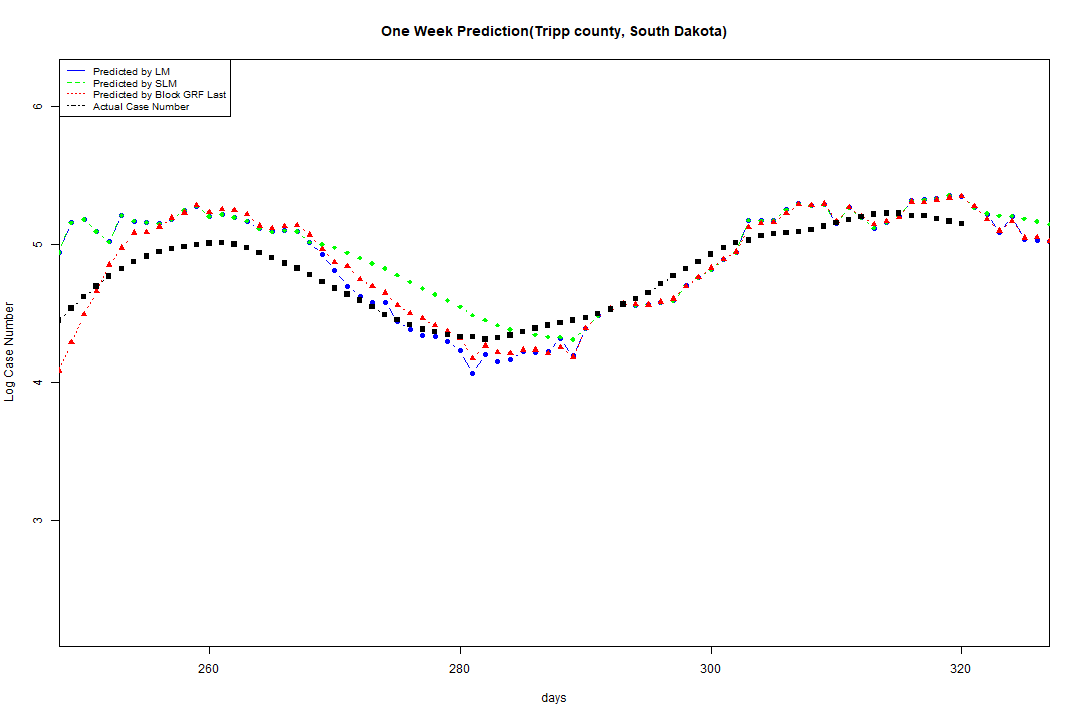 One Week Prediction(Tripp county, South Dakota)
Predicted by LM
Predicted by SLM
Predicted by Block GRF Last
Actual Case Number
6
5
4
3
Log Case Number
260
280
300
320
days